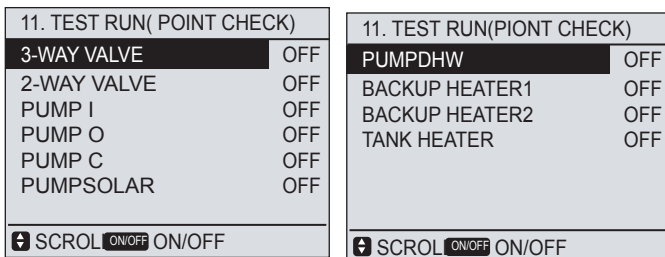 11. TEST RUN( POINT CHECK)
3-WAY VALVE OFF
2-WAY VALVE OFF
PUMP I OFF
PUMP O OFF
PUMP C OFF
PUMPSOLAR OFF
SCROLL ON/OFF ON/OFF
11. TEST RUN(PIONT CHECK)
PUMPDHW OFF
BACKUP HEATER1 OFF
BACKUP HEATER2 OFF
TANK HEATER OFF
SCROLL ON/OFF ON/OFF